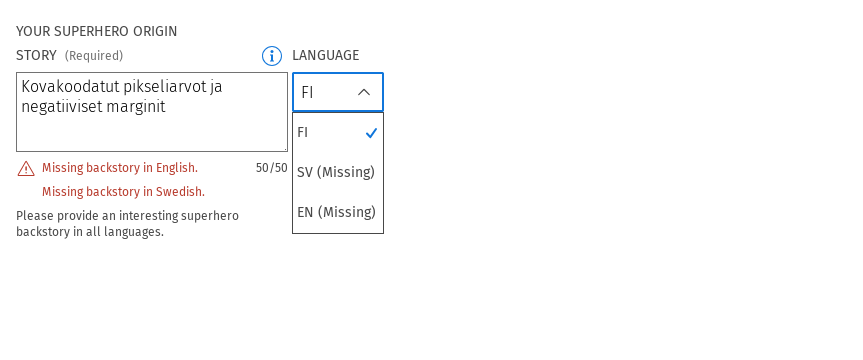 YOUR SUPERHERO ORIGIN
STORY (Required) LANGUAGE
Kovakoodatut pikseliarvot ja
negatiiviset marginit
FI
FI
SV (Missing)
EN (Missing)
Missing backstory in English. 50/50
Missing backstory in Swedish.
Please provide an interesting superhero
backstory in all languages.